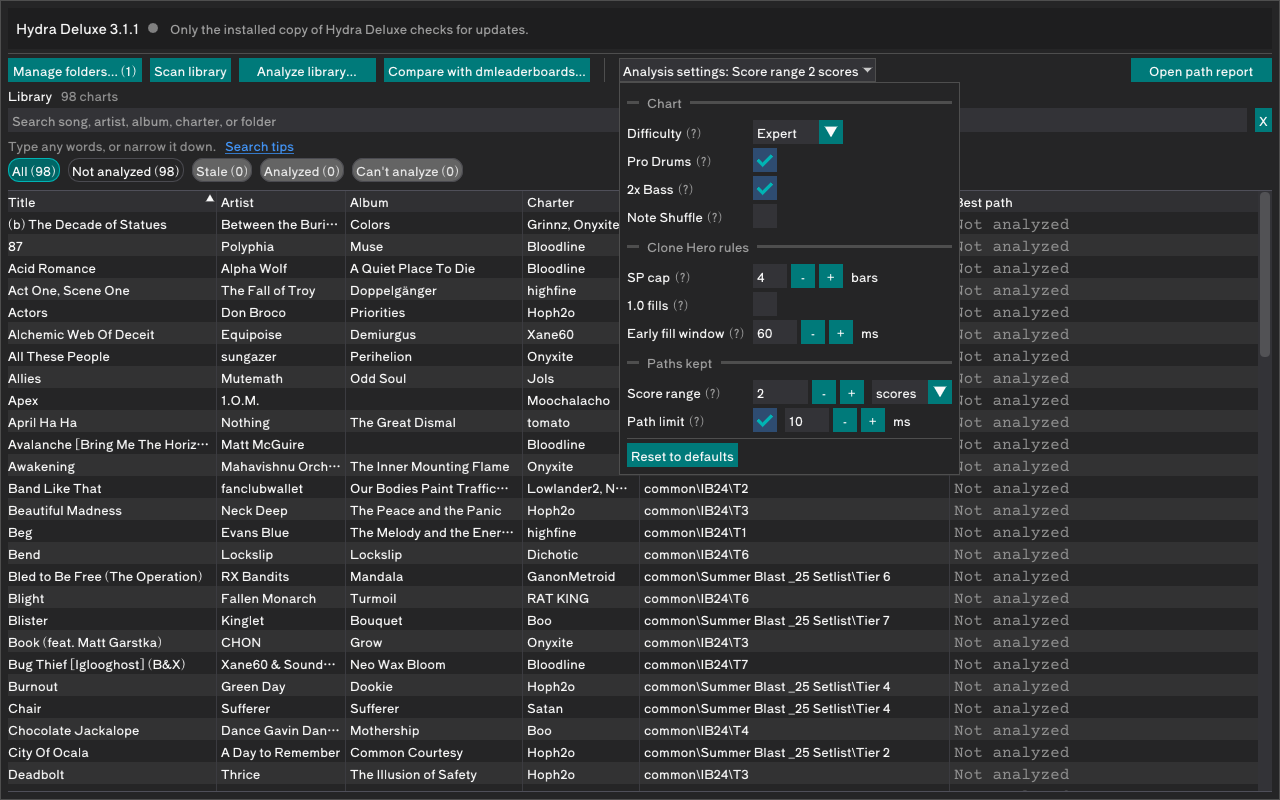 Hydra Deluxe 3.1.1 Only the installed copy of Hydra Deluxe checks for updates.
Manage folders... (1) Scan library Analyze library... Compare with dmleaderboards... Analysis settings: Score range 2 scores Open path report
Library 98 charts
Search song, artist, album, charter, or folder X
Type any words, or narrow it down. Search tips
All (98) Not analyzed (98) Stale (0) Analyzed (0) Can't analyze (0)
Chart
Difficulty (?) Expert
Pro Drums (?)
2x Bass (?)
Note Shuffle (?)
Clone Hero rules
SP cap (?) 4 - + bars
1.0 fills (?)
Early fill window (?) 60 - + ms
Paths kept
Score range (?) 2 - + scores
Path limit (?) 10 - + ms
Reset to defaults
Title Artist Album Charter Best path
(b) The Decade of Statues Between the Buri··· Colors Grinnz, Onyxite Not analyzed
87 Polyphia Muse Bloodline Not analyzed
Acid Romance Alpha Wolf A Quiet Place To Die Bloodline Not analyzed
Act One, Scene One The Fall of Troy Doppelgänger highfine Not analyzed
Actors Don Broco Priorities Hoph2o Not analyzed
Alchemic Web Of Deceit Equipoise Demiurgus Xane60 Not analyzed
All These People sungazer Perihelion Onyxite Not analyzed
Allies Mutemath Odd Soul Jols Not analyzed
Apex 1.O.M. Moochalacho Not analyzed
April Ha Ha Nothing The Great Dismal tomato Not analyzed
Avalanche [Bring Me The Horiz··· Matt McGuire Bloodline Not analyzed
Awakening Mahavishnu Orch··· The Inner Mounting Flame Onyxite Not analyzed
Band Like That fanclubwallet Our Bodies Paint Traffic··· Lowlander2, N··· common\IB24\T2 Not analyzed
Beautiful Madness Neck Deep The Peace and the Panic Hoph2o common\IB24\T3 Not analyzed
Beg Evans Blue The Melody and the Ener··· highfine common\IB24\T1 Not analyzed
Bend Lockslip Lockslip Dichotic common\IB24\T6 Not analyzed
Bled to Be Free (The Operation) RX Bandits Mandala GanonMetroid common\Summer Blast _25 Setlist\Tier 6 Not analyzed
Blight Fallen Monarch Turmoil RAT KING common\IB24\T6 Not analyzed
Blister Kinglet Bouquet Boo common\Summer Blast _25 Setlist\Tier 7 Not analyzed
Book (feat. Matt Garstka) CHON Grow Onyxite common\IB24\T3 Not analyzed
Bug Thief [Iglooghost] (B&X) Xane60 & Sound··· Neo Wax Bloom Bloodline common\IB24\T7 Not analyzed
Burnout Green Day Dookie Hoph2o common\Summer Blast _25 Setlist\Tier 4 Not analyzed
Chair Sufferer Sufferer Satan common\Summer Blast _25 Setlist\Tier 4 Not analyzed
Chocolate Jackalope Dance Gavin Dan··· Mothership Boo common\IB24\T4 Not analyzed
City Of Ocala A Day to Remember Common Courtesy Hoph2o common\Summer Blast _25 Setlist\Tier 2 Not analyzed
Deadbolt Thrice The Illusion of Safety Hoph2o common\IB24\T3 Not analyzed